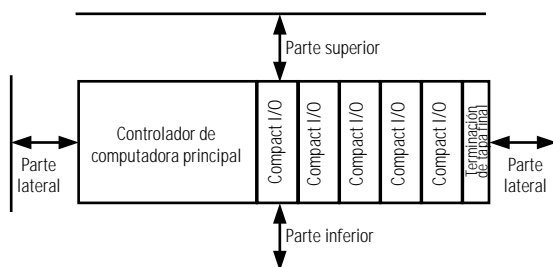 Parte superior
Controlador de
computadora principal
Compact I/O
Compact I/O
Compact I/O
Compact I/O
Compact I/O
Terminación
de tapa final
Parte
lateral
Parte
lateral
Parte inferior